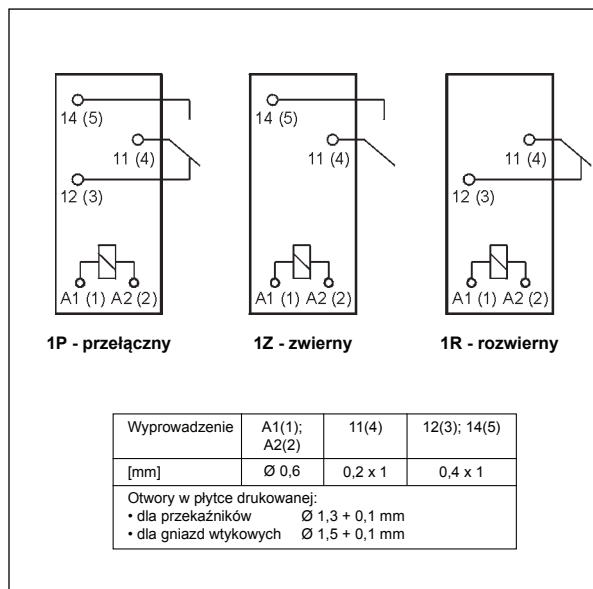 14 (5)
11 (4)
12 (3)
A1 (1) A2 (2)
1P - przełączny
14 (5)
11 (4)
A1 (1) A2 (2)
1Z - zwierny
11 (4)
12 (3)
A1 (1) A2 (2)
1R - rozwierny
Wyprowadzenie A1(1); 11(4) 12(3); 14(5)
A2(2)
[mm] Ø 0,6 0,2 x 1 0,4 x 1
Otwory w płytce drukowanej:
• dla przekaźników Ø 1,3 + 0,1 mm
• dla gniazd wtykowych Ø 1,5 + 0,1 mm